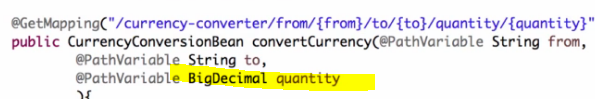 @GetMapping("/currency-converter/from/{from}/to/{to}/quantity/{quantity}"
public CurrencyConversionBean convertCurrency(@PathVariable String from,
@PathVariable String to,
@PathVariable BigDecimal quantity
){